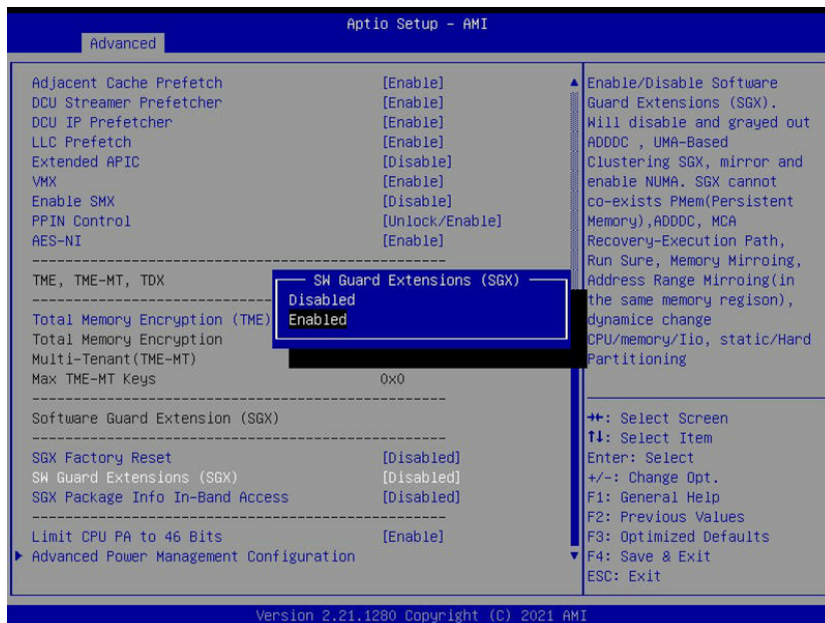 Aptio Setup - AMI
Advanced
Adjacent Cache Prefetch [Enable]
DCU Streamer Prefetcher [Enable]
DCU IP Prefetcher [Enable]
LLC Prefetch [Enable]
Extended APIC [Disable]
VMX [Enable]
Enable SMX [Disable]
PPIN Control [Unlock/Enable]
AES-NI [Enable]
TME, TME-MT, TDX
Total Memory Encryption (TME)
Total Memory Encryption
Multi-Tenant(TME-MT)
Max TME-MT Keys 0x0
Software Guard Extension (SGX)
SGX Factory Reset [Disabled]
SW Guard Extensions (SGX) [Disabled]
SGX Package Info In-Band Access [Disabled]
Limit CPU PA to 46 Bits [Enable]
Advanced Power Management Configuration
SW Guard Extensions (SGX)
Disabled
Enabled
Enable/Disable Software
Guard Extensions (SGX).
Will disable and grayed out
ADDDC , UMA-Based
Clustering SGX, mirror and
enable NUMA. SGX cannot
co-exists PMem(Persistent
Memory),ADDDC, MCA
Recovery-Execution Path,
Run Sure, Memory Mirroing,
Address Range Mirroing(in
the same memory regison),
dynamice change
CPU/memory/Iio, static/Hard
Partitioning
→←: Select Screen
↑↓: Select Item
Enter: Select
+/-: Change Opt.
F1: General Help
F2: Previous Values
F3: Optimized Defaults
F4: Save & Exit
ESC: Exit
Version 2.21.1280 Copyright (C) 2021 AMI